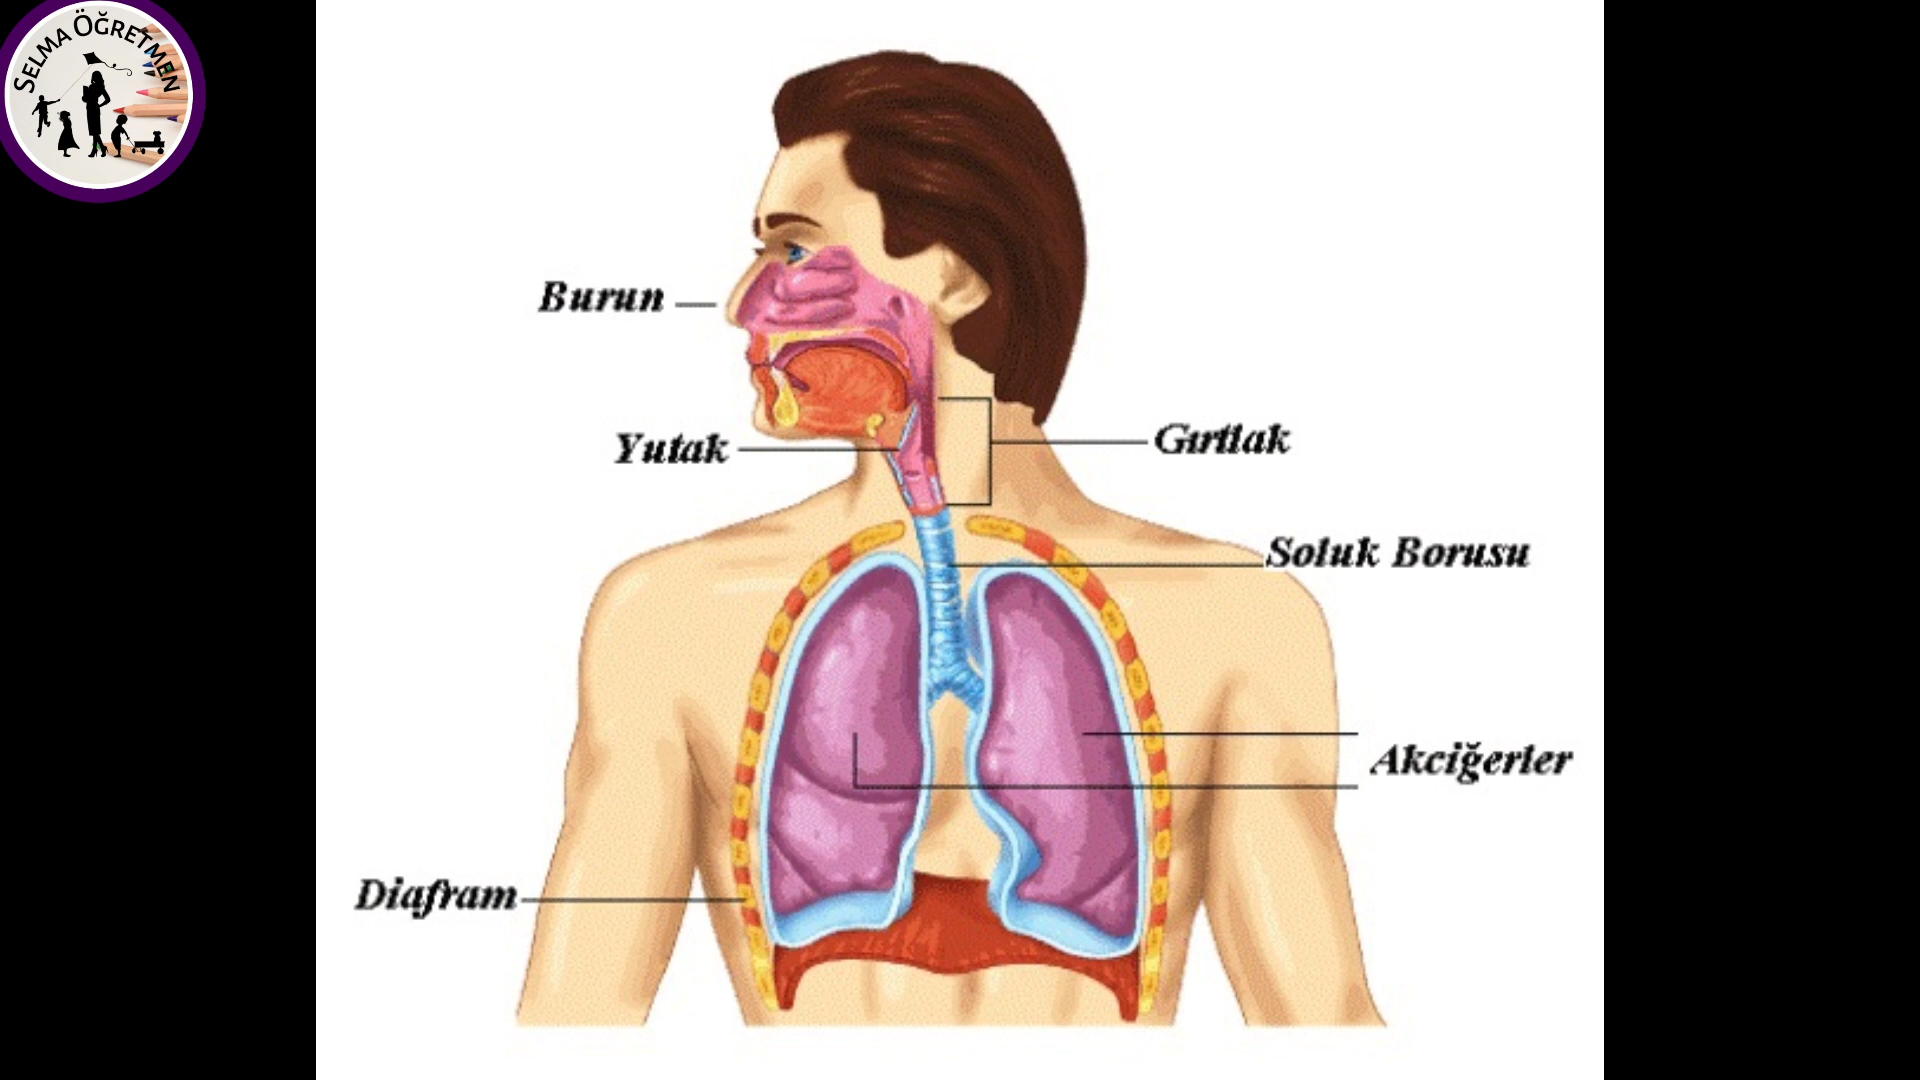 SELMA ÖĞRETMEN
Burun
Yutak
Gırtlak
Soluk Borusu
Akciğerler
Diafram